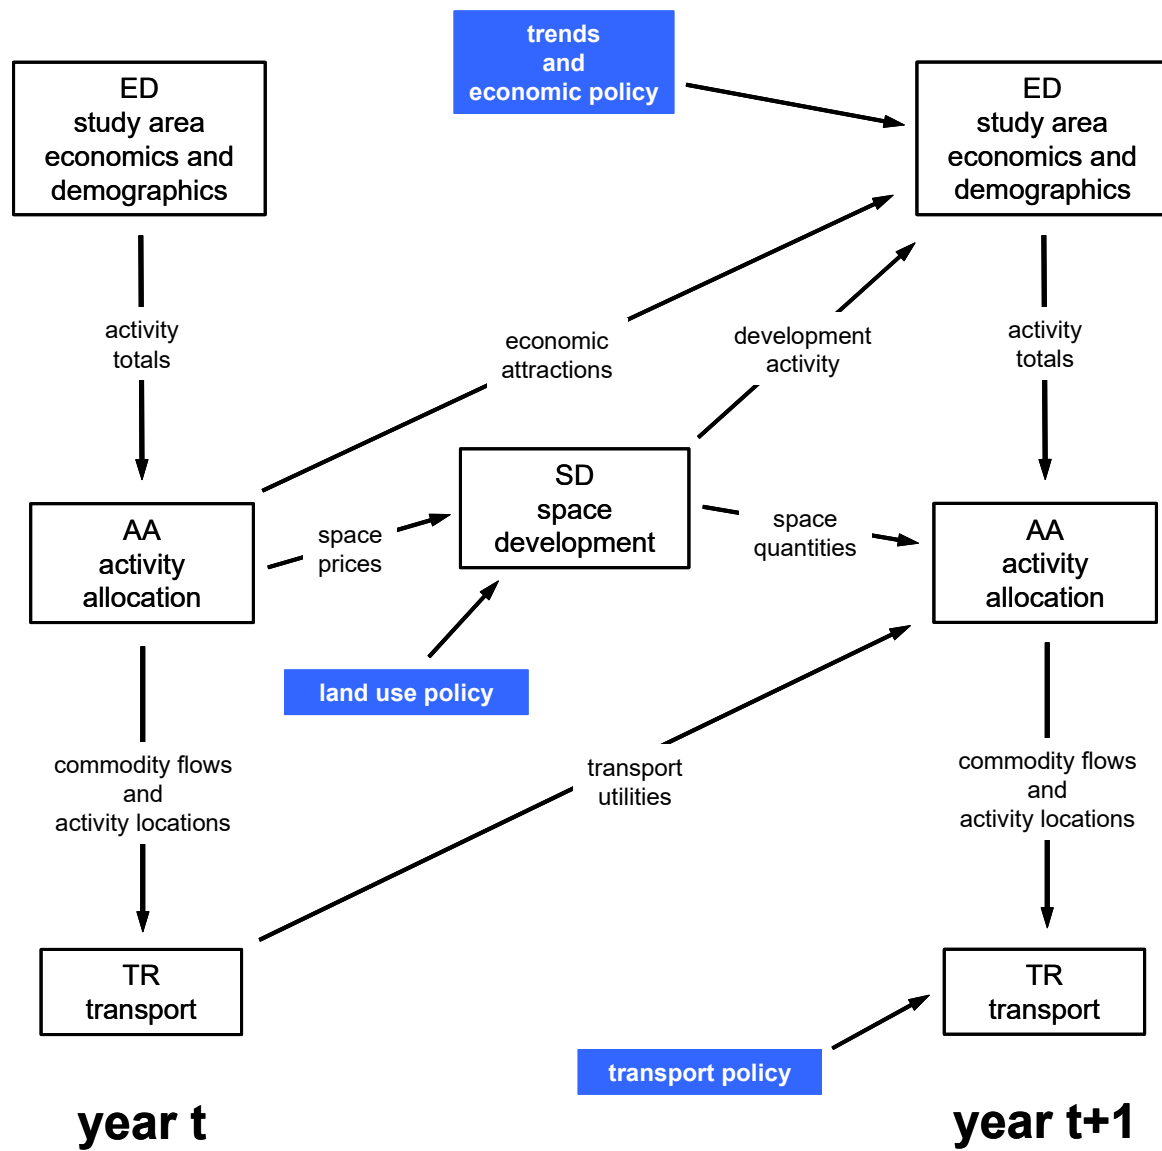 trends
and
economic policy
ED
study area
economics and
demographics
ED
study area
economics and
demographics
activity
totals
economic
attractions
development
activity
activity
totals
AA
activity
allocation
space
prices
SD
space
development
space
quantities
AA
activity
allocation
land use policy
commodity flows
and
activity locations
transport
utilities
commodity flows
and
activity locations
TR
transport
TR
transport
transport policy
year t
year t+1